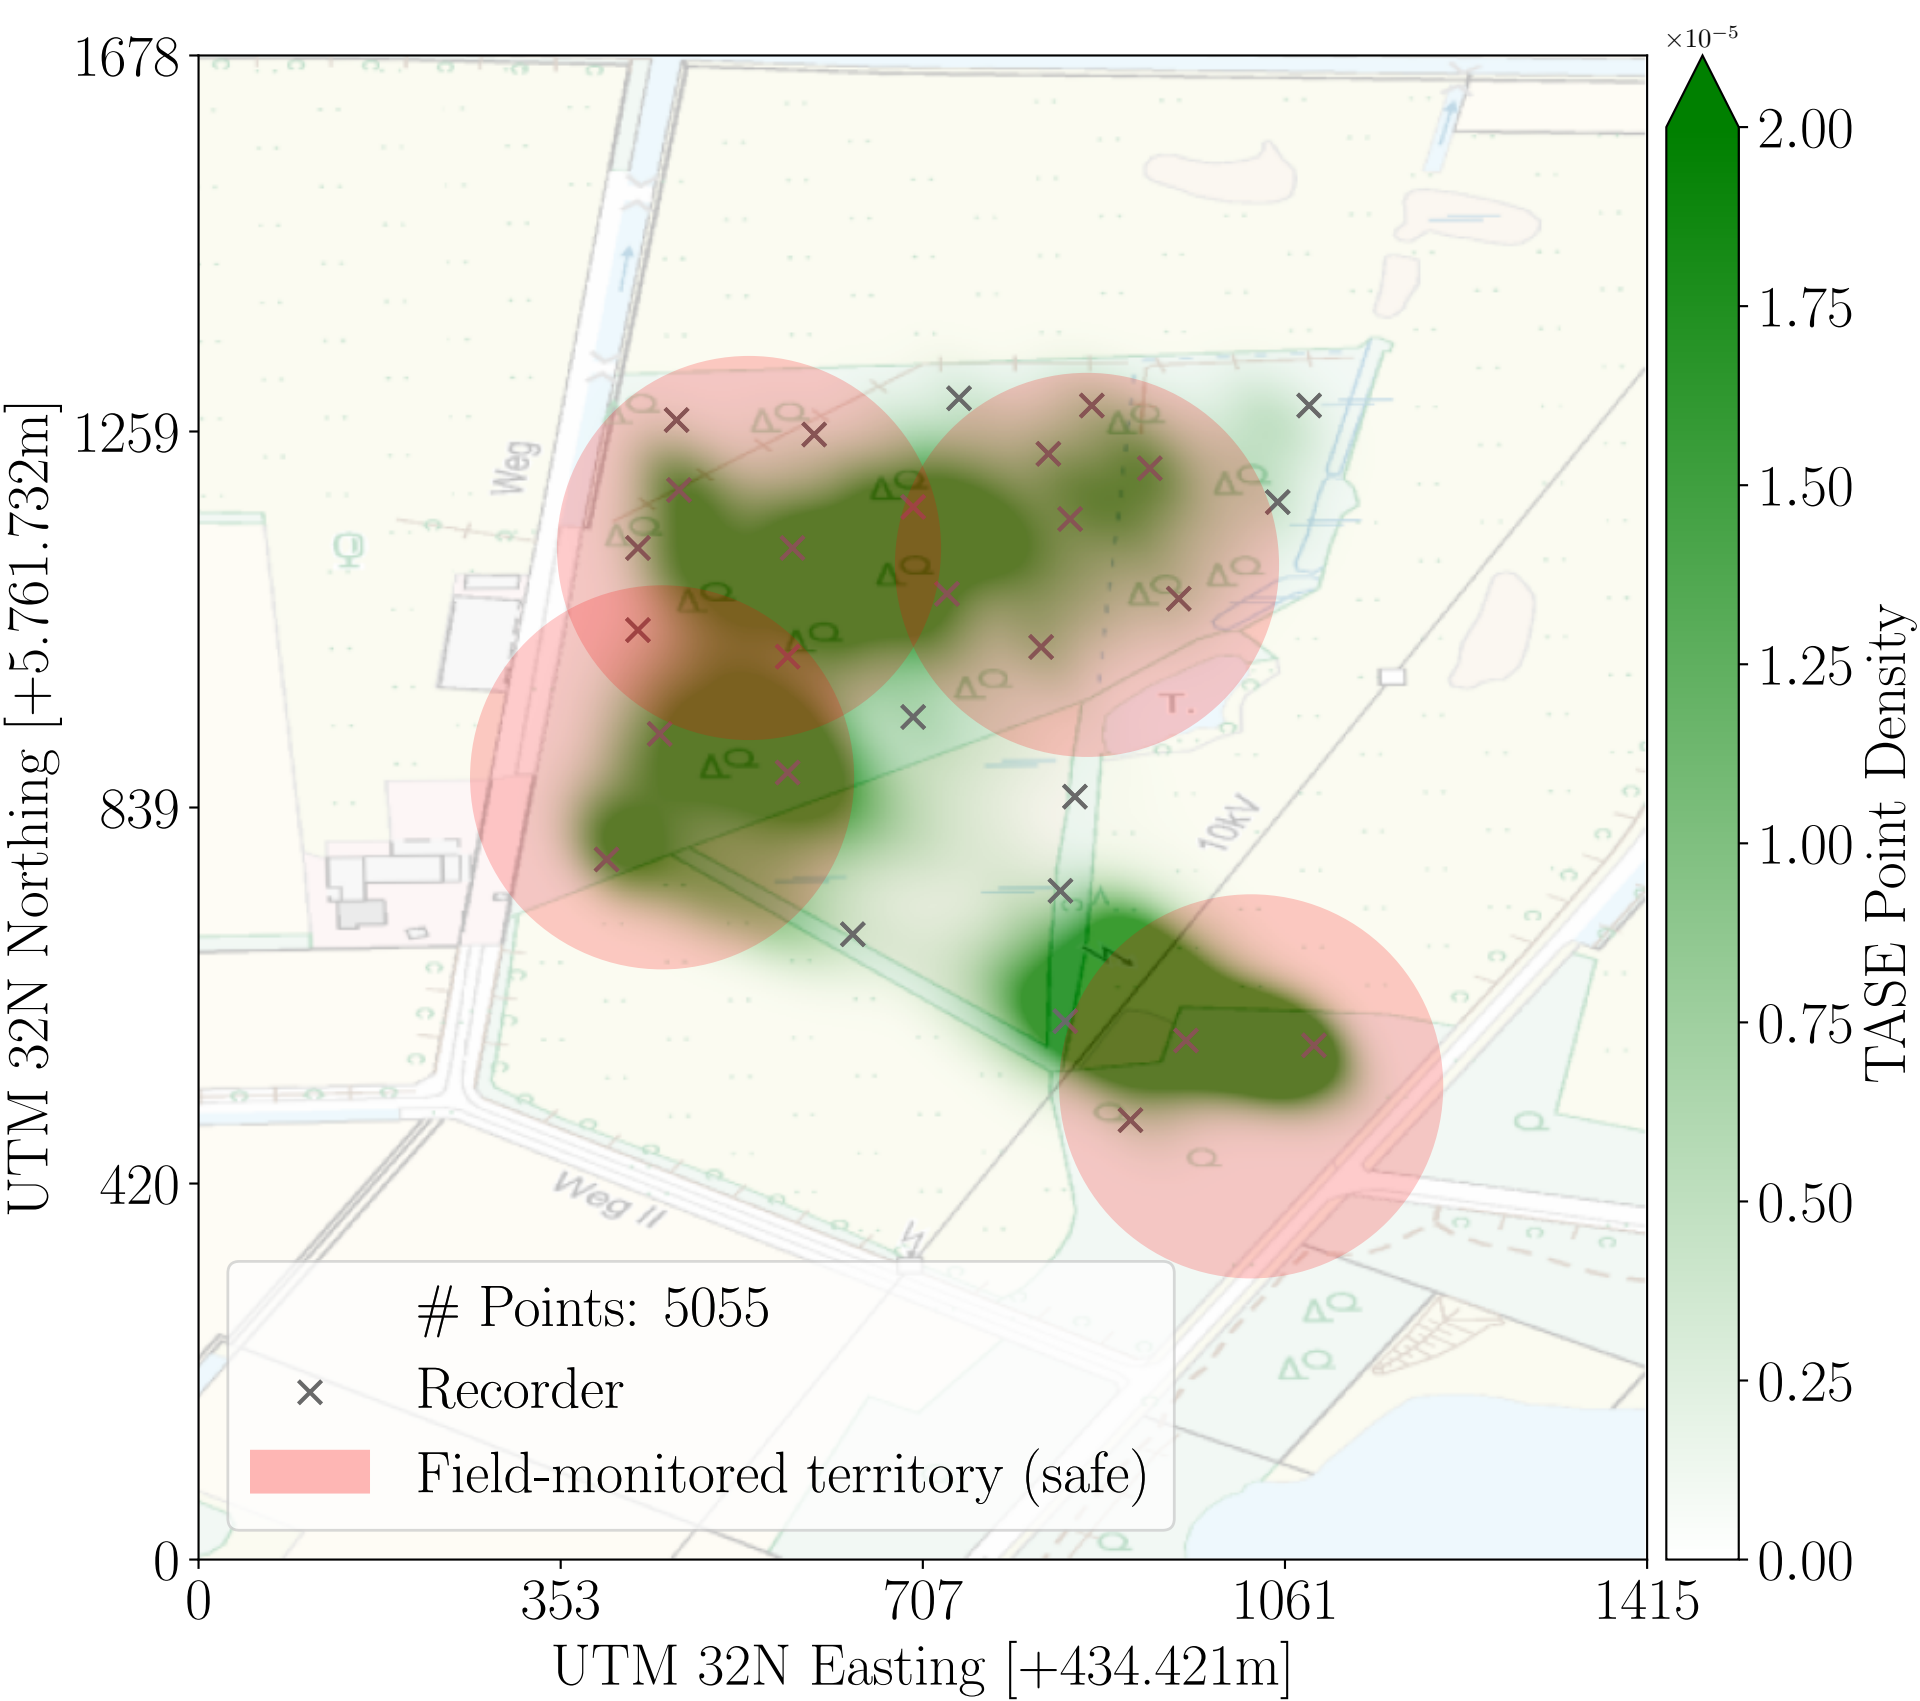 ×10⁻⁵
1678
1259
839
420
0
UTM 32N Northing [+5.761.732m]
Weg
T.
10kV
Weg II
# Points: 5055
Recorder
Field-monitored territory (safe)
0
353
707
1061
1415
UTM 32N Easting [+434.421m]
2.00
1.75
1.50
1.25
1.00
0.75
0.50
0.25
0.00
TASE Point Density